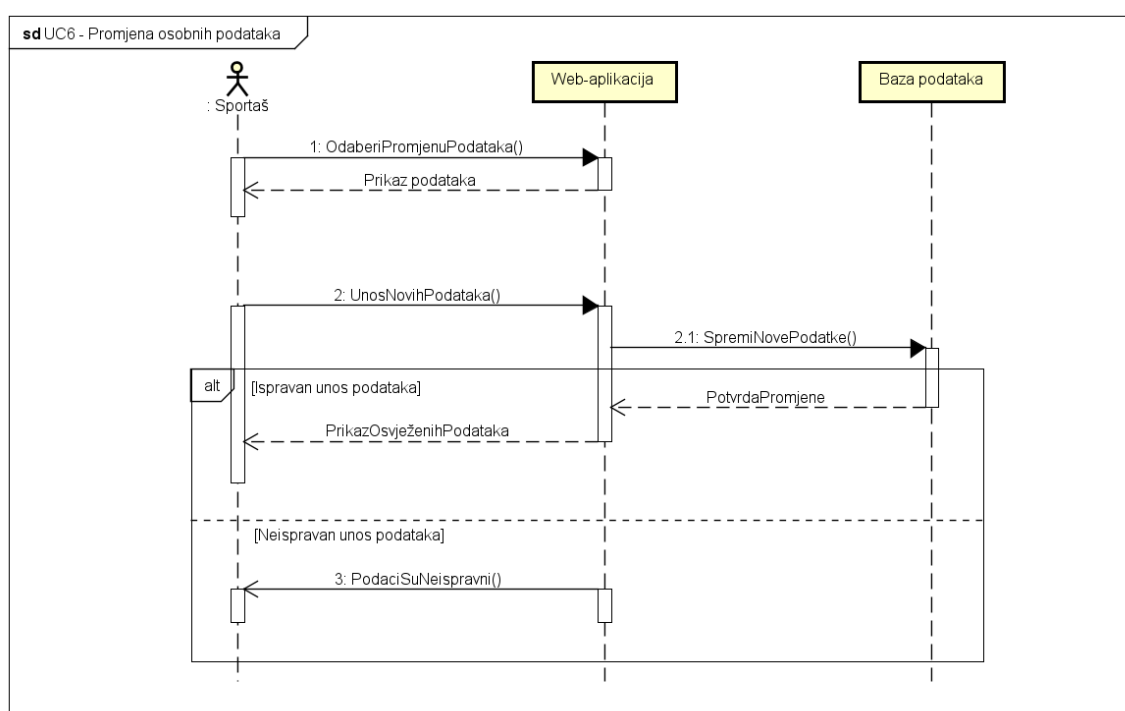 sd UC6 - Promjena osobnih podataka
: Sportaš
Web-aplikacija
Baza podataka
1: OdaberiPromjenuPodataka()
Prikaz podataka
2: UnosNovihPodataka()
2.1: SpremiNovePodatke()
alt
[Ispravan unos podataka]
PotvrdaPromjene
PrikazOsvježenihPodataka
[Neispravan unos podataka]
3: PodaciSuNeispravni()